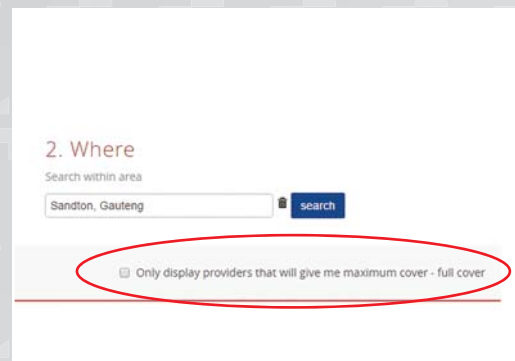 2. Where
Search within area
Sandton, Gauteng
search
Only display providers that will give me maximum cover - full cover